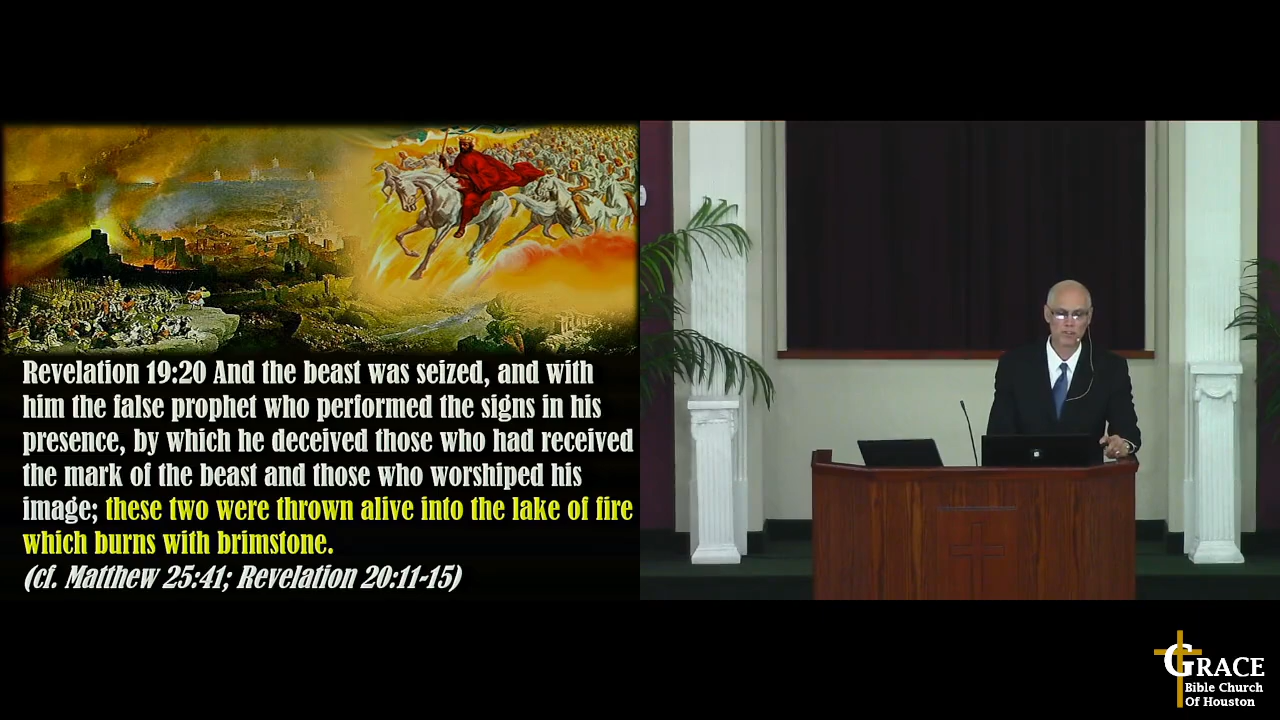 Revelation 19:20 And the beast was seized, and with
him the false prophet who performed the signs in his
presence, by which he deceived those who had received
the mark of the beast and those who worshiped his
image; these two were thrown alive into the lake of fire
which burns with brimstone.
(cf. Matthew 25:41; Revelation 20:11-15)
GRACE
Bible Church
Of Houston